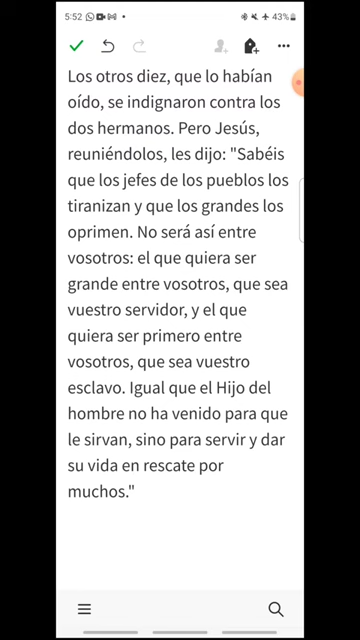 5:52
43%
Los otros diez, que lo habían
oído, se indignaron contra los
dos hermanos. Pero Jesús,
reuniéndolos, les dijo: "Sabéis
que los jefes de los pueblos los
tiranizan y que los grandes los
oprimen. No será así entre
vosotros: el que quiera ser
grande entre vosotros, que sea
vuestro servidor, y el que
quiera ser primero entre
vosotros, que sea vuestro
esclavo. Igual que el Hijo del
hombre no ha venido para que
le sirvan, sino para servir y dar
su vida en rescate por
muchos."